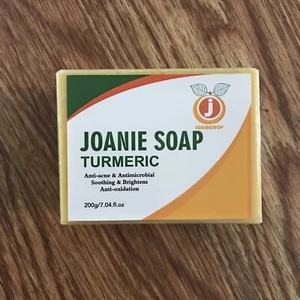 j
JOANIE SOAP
TURMERIC
Anti-acne & Antimicrobial
Soothing & Brightens
Anti-oxidation
200g/7.04.fl.oz